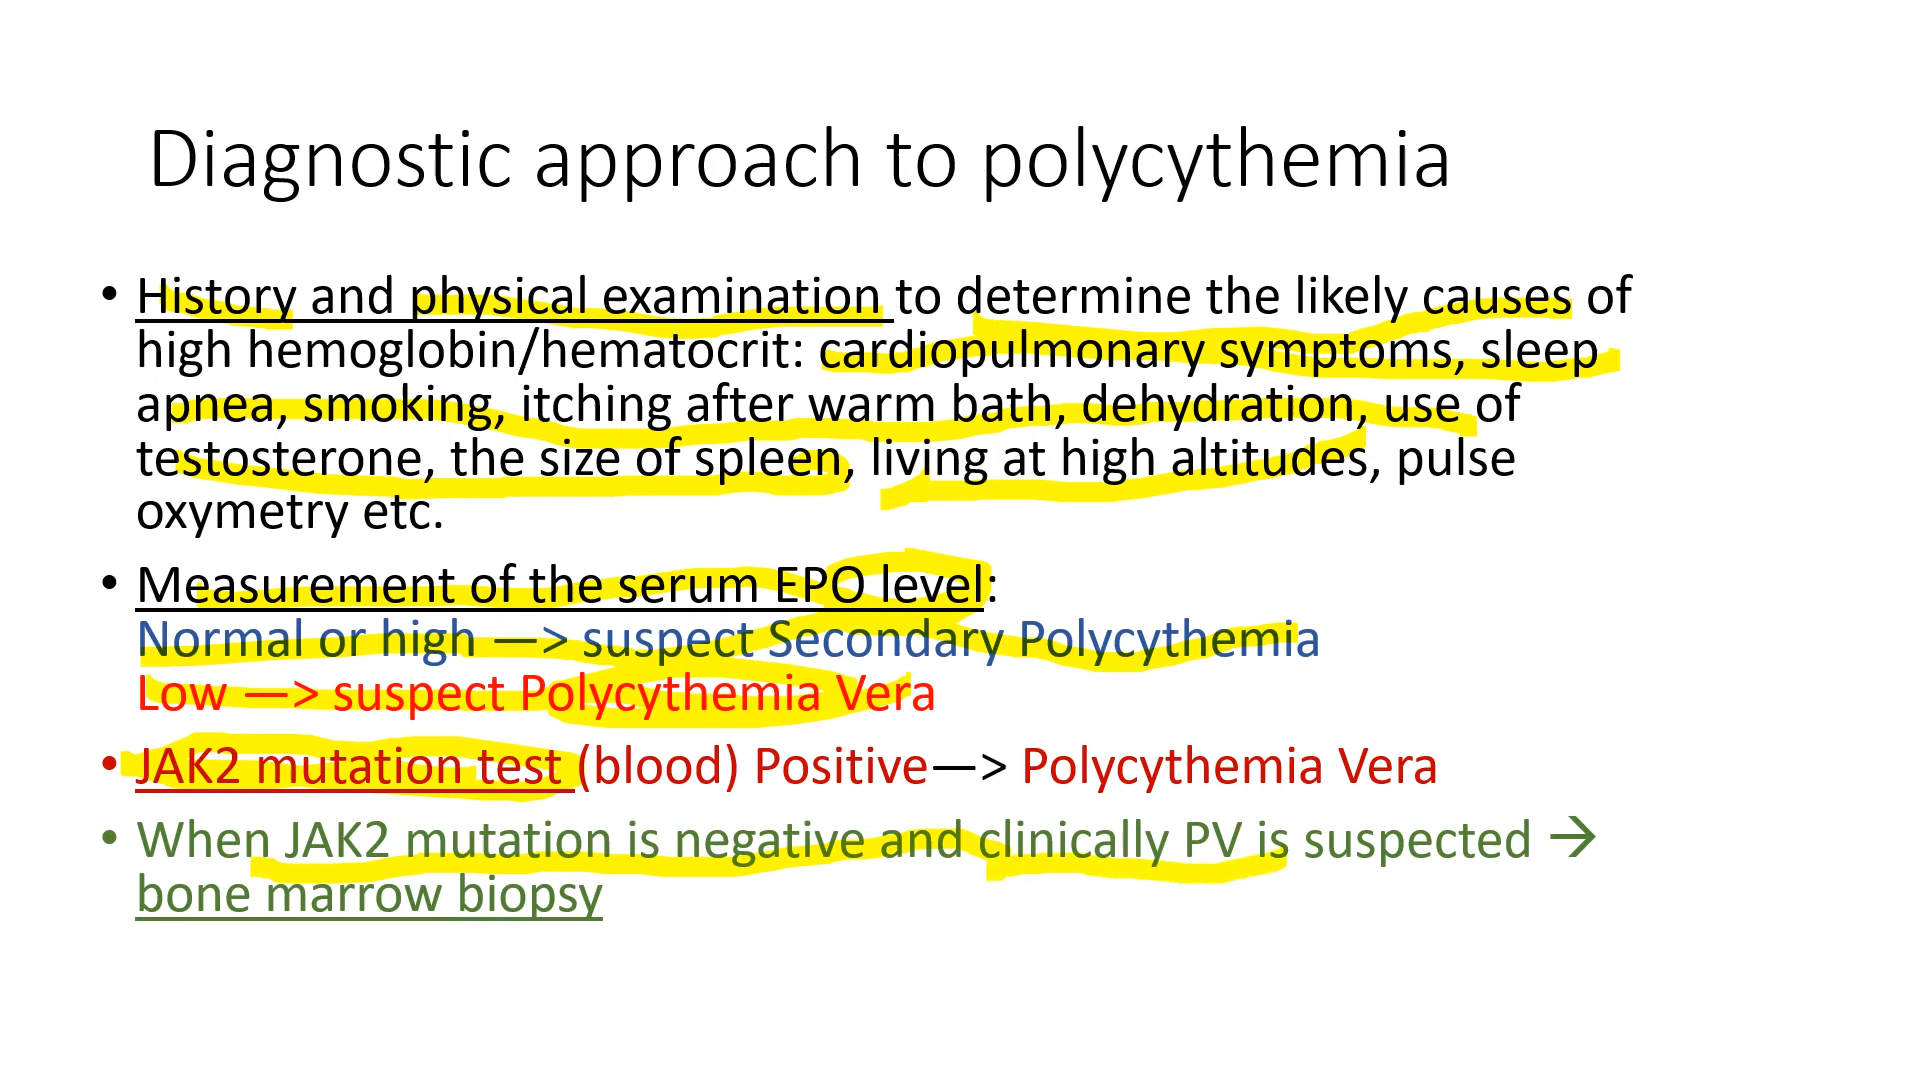 Diagnostic approach to polycythemia
• History and physical examination to determine the likely causes of
high hemoglobin/hematocrit: cardiopulmonary symptoms, sleep
apnea, smoking, itching after warm bath, dehydration, use of
testosterone, the size of spleen, living at high altitudes, pulse
oxymetry etc.
• Measurement of the serum EPO level:
Normal or high —> suspect Secondary Polycythemia
Low —> suspect Polycythemia Vera
• JAK2 mutation test (blood) Positive—> Polycythemia Vera
• When JAK2 mutation is negative and clinically PV is suspected →
bone marrow biopsy